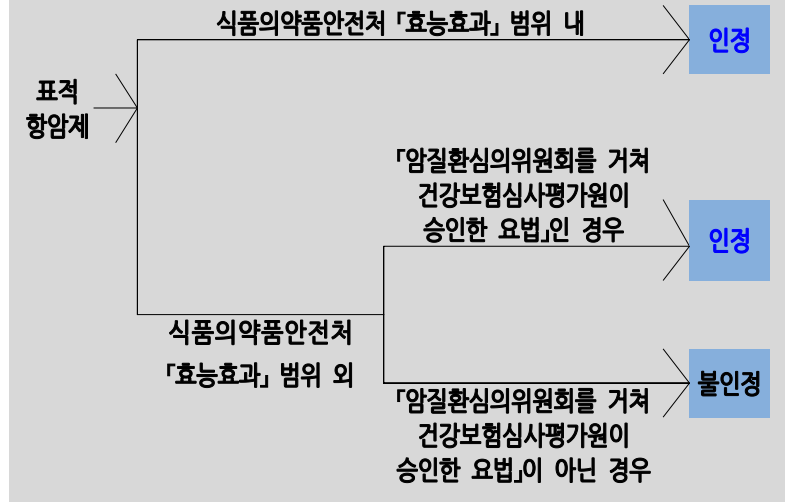 식품의약품안전처 「효능효과」 범위 내
인정
표적
항암제
「암질환심의위원회를 거쳐
건강보험심사평가원이
승인한 요법」인 경우
인정
식품의약품안전처
「효능효과」 범위 외
불인정
「암질환심의위원회를 거쳐
건강보험심사평가원이
승인한 요법」이 아닌 경우